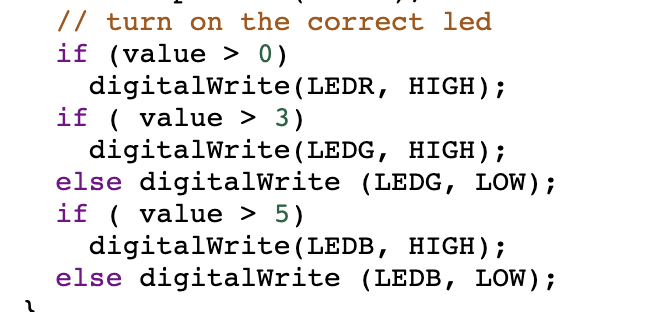 // turn on the correct led
if (value > 0)
digitalWrite(LEDR, HIGH);
if ( value > 3)
digitalWrite(LEDG, HIGH);
else digitalWrite (LEDG, LOW);
if ( value > 5)
digitalWrite(LEDB, HIGH);
else digitalWrite (LEDB, LOW);
}